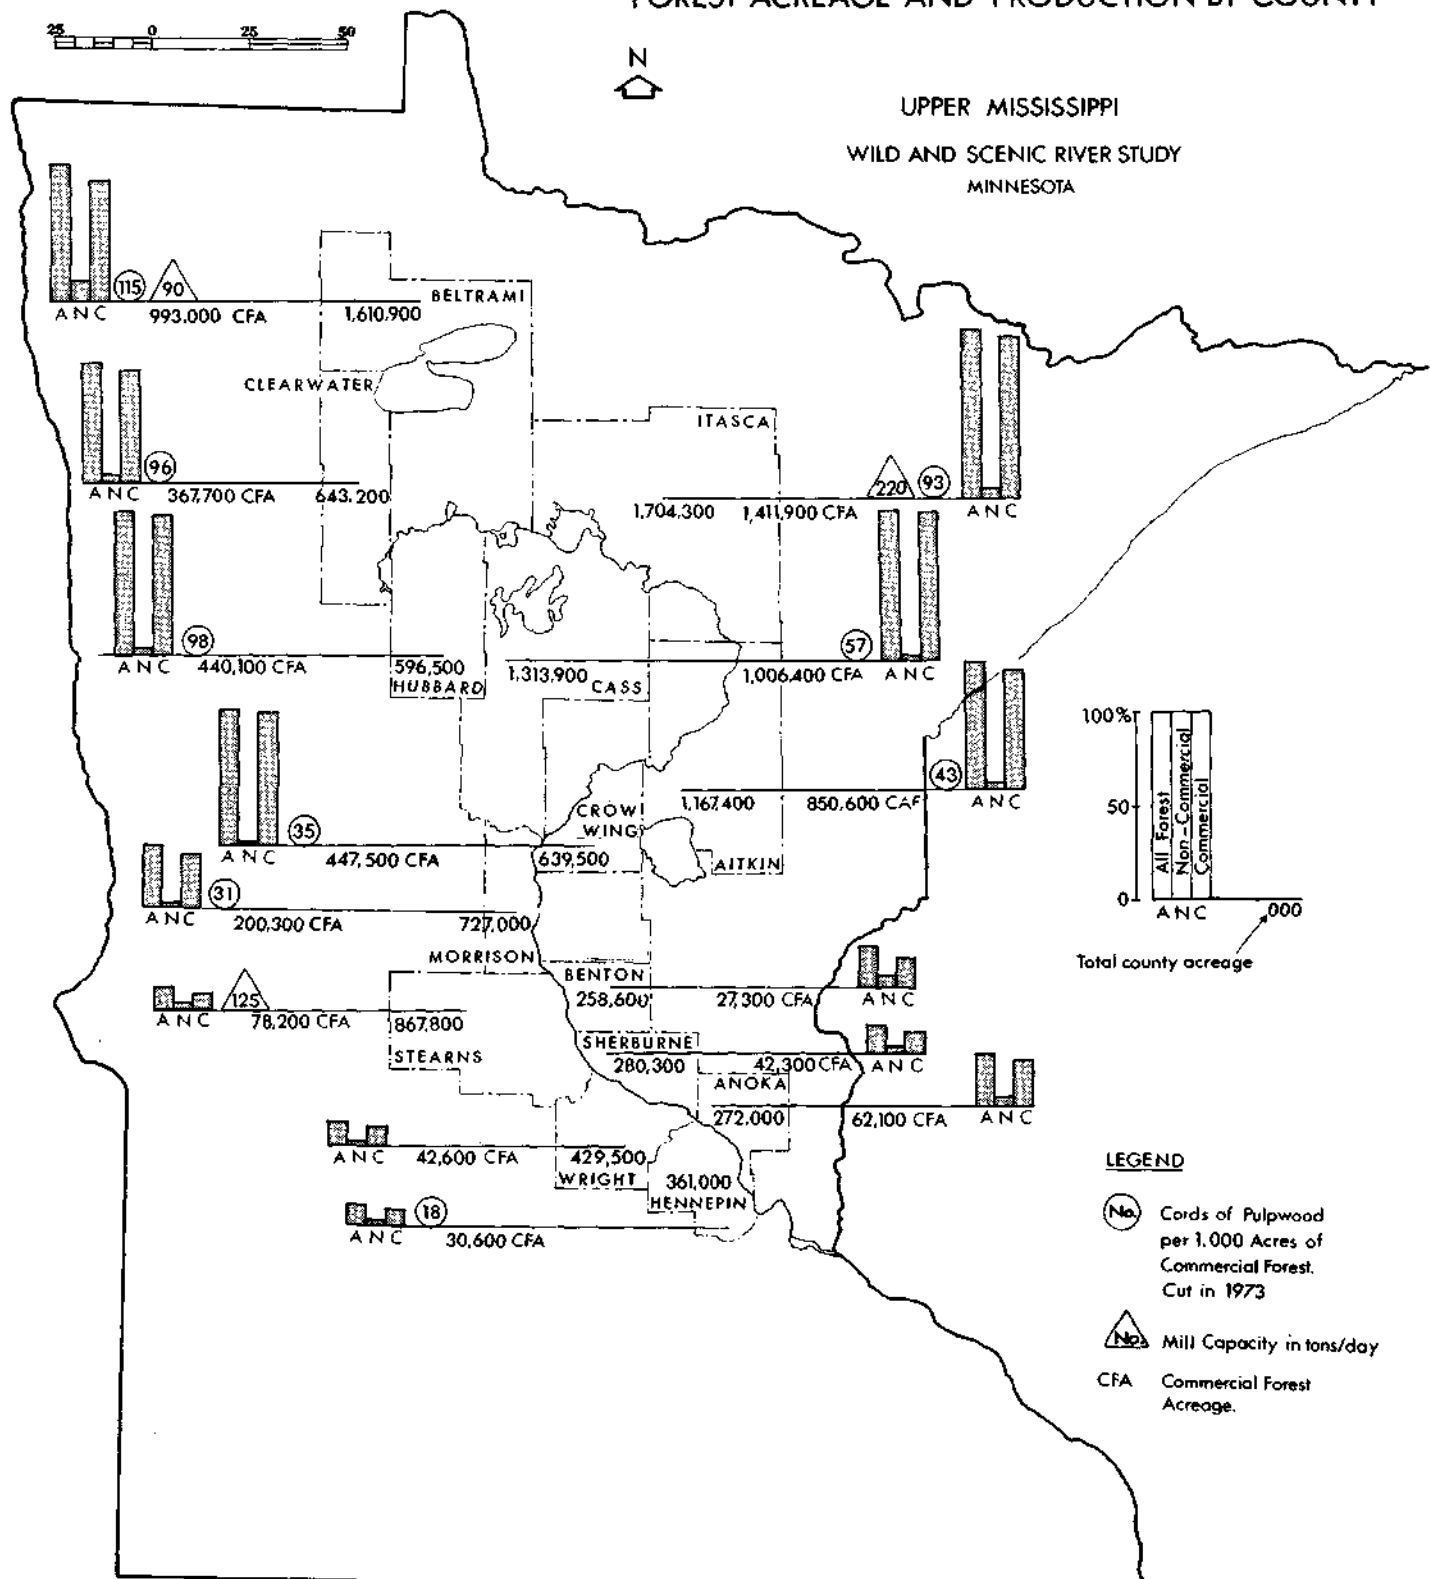 FOREST ACREAGE AND PRODUCTION BY COUNTY
25 0 25 50
N
UPPER MISSISSIPPI
WILD AND SCENIC RIVER STUDY
MINNESOTA
115 90
BELTRAMI
A N C 993,000 CFA 1,610,900
CLEARWATER
96
A N C 367,700 CFA 643,200
ITASCA
220 93
1,704,300 1,411,900 CFA A N C
98
A N C 440,100 CFA 596,500
HUBBARD
57
1,313,900 CASS 1,006,400 CFA A N C
43
1,167,400 850,600 CAF A N C
100%
50
0
All Forest
Non-Commercial
Commercial
A N C 000
Total county acreage
CROW
WING
35
A N C 447,500 CFA 639,500
AITKIN
31
A N C 200,300 CFA 727,000
MORRISON
BENTON
258,600 27,300 CFA A N C
125
A N C 78,200 CFA 867,800
STEARNS
SHERBURNE
280,300 42,300 CFA A N C
ANOKA
272,000 62,100 CFA A N C
A N C 42,600 CFA 429,500
WRIGHT
361,000
HENNEPIN
18
A N C 30,600 CFA
LEGEND
No. Cords of Pulpwood
per 1,000 Acres of
Commercial Forest.
Cut in 1973
No. Mill Capacity in tons/day
CFA Commercial Forest
Acreage.